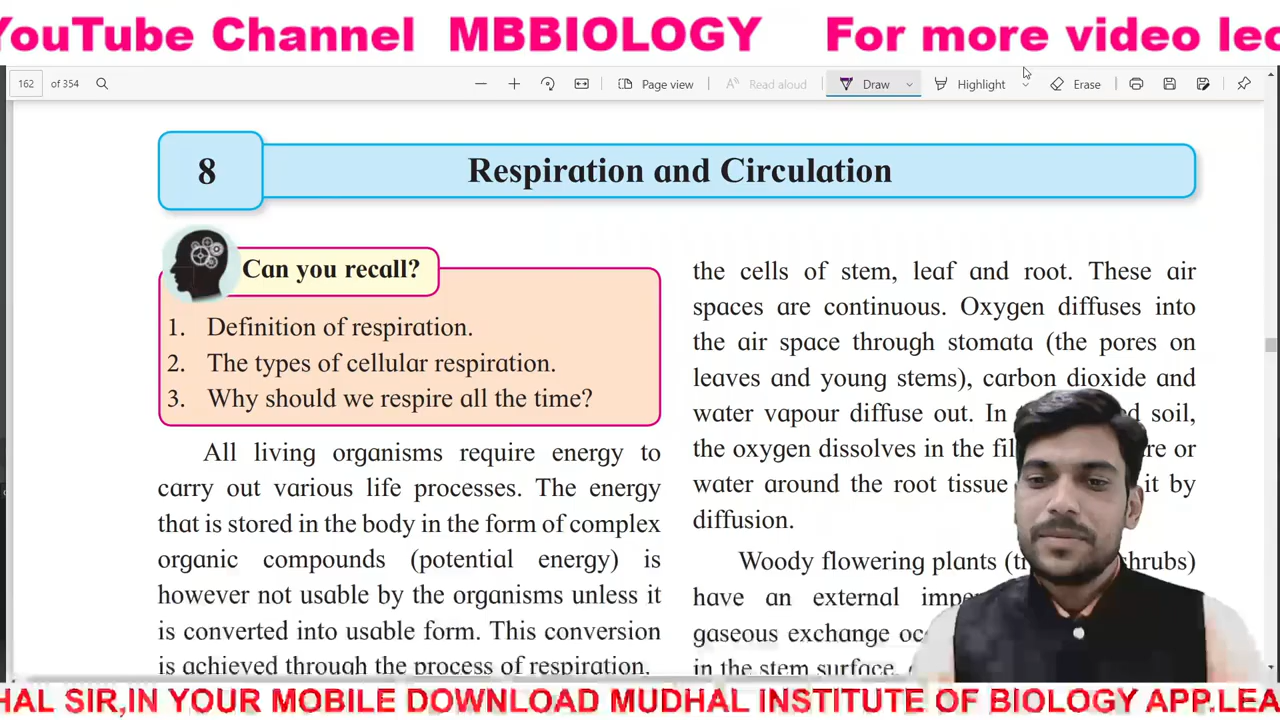 YouTube Channel MBBIOLOGY For more video lec
162 of 354 Page view Read aloud Draw Highlight Erase
8 Respiration and Circulation
Can you recall?
1. Definition of respiration.
2. The types of cellular respiration.
3. Why should we respire all the time?
All living organisms require energy to
carry out various life processes. The energy
that is stored in the body in the form of complex
organic compounds (potential energy) is
however not usable by the organisms unless it
is converted into usable form. This conversion
is achieved through the process of respiration.
the cells of stem, leaf and root. These air
spaces are continuous. Oxygen diffuses into
the air space through stomata (the pores on
leaves and young stems), carbon dioxide and
water vapour diffuse out. In soil,
the oxygen dissolves in the or
water around the root tissue it by
diffusion.
Woody flowering plants shrubs)
have an external
gaseous exchange
in the stem surface,
HAL SIR,IN YOUR MOBILE DOWNLOAD MUDHAL INSTITUTE OF BIOLOGY APP.LEA